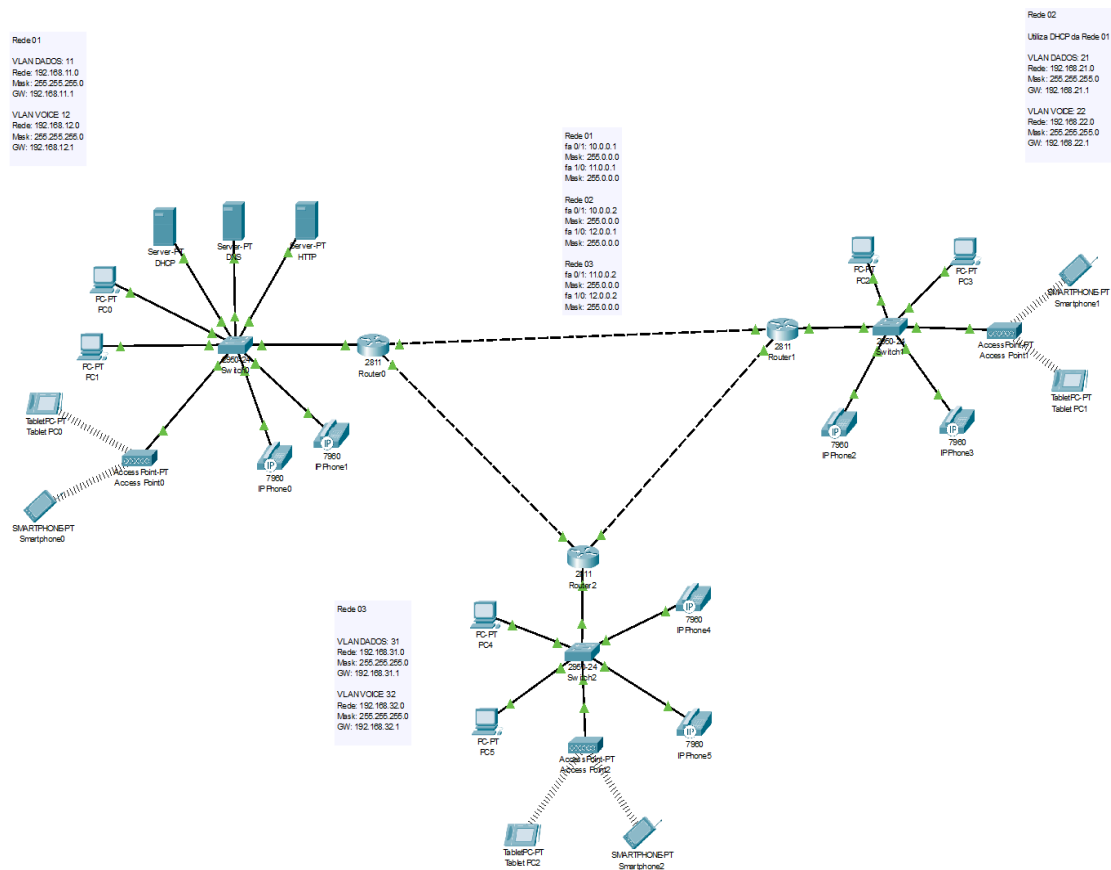 Rede 01
VLAN DADOS: 11
Rede: 192.168.11.0
Mask: 255.255.255.0
GW: 192.168.11.1
VLAN VOICE: 12
Rede: 192.168.12.0
Mask: 255.255.255.0
GW: 192.168.12.1
Rede 02
Utiliza DHCP da Rede 01
VLAN DADOS: 21
Rede: 192.168.21.0
Mask: 255.255.255.0
GW: 192.168.21.1
VLAN VOICE: 22
Rede: 192.168.22.0
Mask: 255.255.255.0
GW: 192.168.22.1
Rede 01
fa 0/1: 10.0.0.1
Mask: 255.0.0.0
fa 1/0: 11.0.0.1
Mask: 255.0.0.0
Rede 02
fa 0/1: 10.0.0.2
Mask: 255.0.0.0
fa 1/0: 12.0.0.1
Mask: 255.0.0.0
Rede 03
fa 0/1: 11.0.0.2
Mask: 255.0.0.0
fa 1/0: 12.0.0.2
Mask: 255.0.0.0
Server-PT
DHCP
Server-PT
DNS
Server-PT
HTTP
PC-PT
PC0
PC-PT
PC1
2950-24
Switch0
2811
Router0
TabletPC-PT
Tablet PC0
AccessPoint-PT
Access Point0
SMARTPHONE-PT
Smartphone0
IP
7960
IP Phone0
IP
7960
IP Phone1
PC-PT
PC2
PC-PT
PC3
SMARTPHONE-PT
Smartphone1
2811
Router1
2950-24
Switch1
AccessPoint-PT
Access Point1
TabletPC-PT
Tablet PC1
IP
7960
IP Phone2
IP
7960
IP Phone3
2811
Router2
Rede 03
VLAN DADOS: 31
Rede: 192.168.31.0
Mask: 255.255.255.0
GW: 192.168.31.1
VLAN VOICE: 32
Rede: 192.168.32.0
Mask: 255.255.255.0
GW: 192.168.32.1
PC-PT
PC4
IP
7960
IP Phone4
2950-24
Switch2
PC-PT
PC5
IP
7960
IP Phone5
AccessPoint-PT
Access Point2
TabletPC-PT
Tablet PC2
SMARTPHONE-PT
Smartphone2